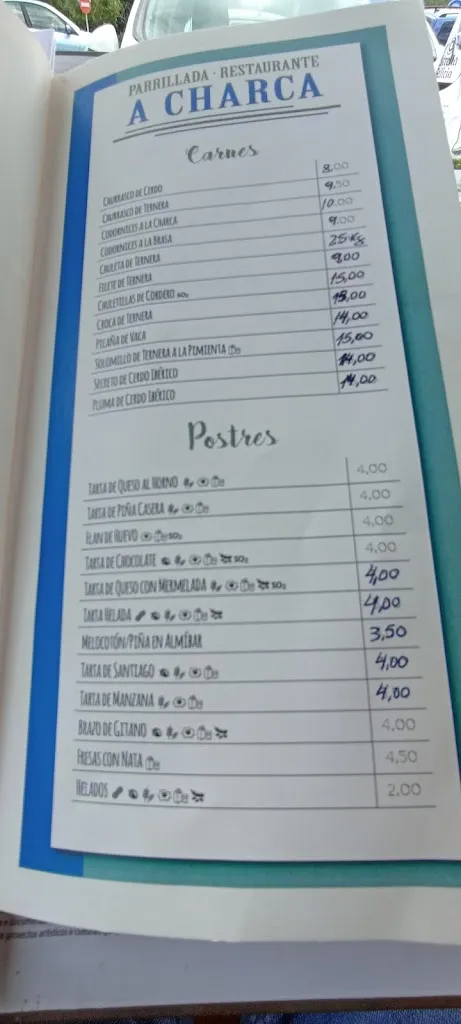 PARRILLADA · RESTAURANTE
A CHARCA
Carnes
CHURRASCO DE CERDO 8.00
CHURRASCO DE TERNERA 9.50
CODORNICES A LA CHARCA 10.00
CODORNICES A LA BRASA 9.00
CHULETA DE TERNERA 25 Kg
FILETE DE TERNERA 9.00
CHULETILLAS DE CORDERO SO₂ 15,00
CROCA DE TERNERA
PICAÑA DE VACA 14,00
SOLOMILLO DE TERNERA A LA PIMIENTA 15,00
SECRETO DE CERDO IBÉRICO 14,00
PLUMA DE CERDO IBÉRICO 14,00
Postres
TARTA DE QUESO AL HORNO 4,00
TARTA DE PIÑA CASERA 4,00
FLAN DE HUEVO SO₂ 4,00
TARTA DE CHOCOLATE SO₂ 4,00
TARTA DE QUESO CON MERMELADA SO₂ 4,00
TARTA HELADA 4,00
MELOCOTÓN/PIÑA EN ALMÍBAR 3,50
TARTA DE SANTIAGO 4,00
TARTA DE MANZANA 4,00
BRAZO DE GITANO 4,00
FRESAS CON NATA 4,50
HELADOS 2,00